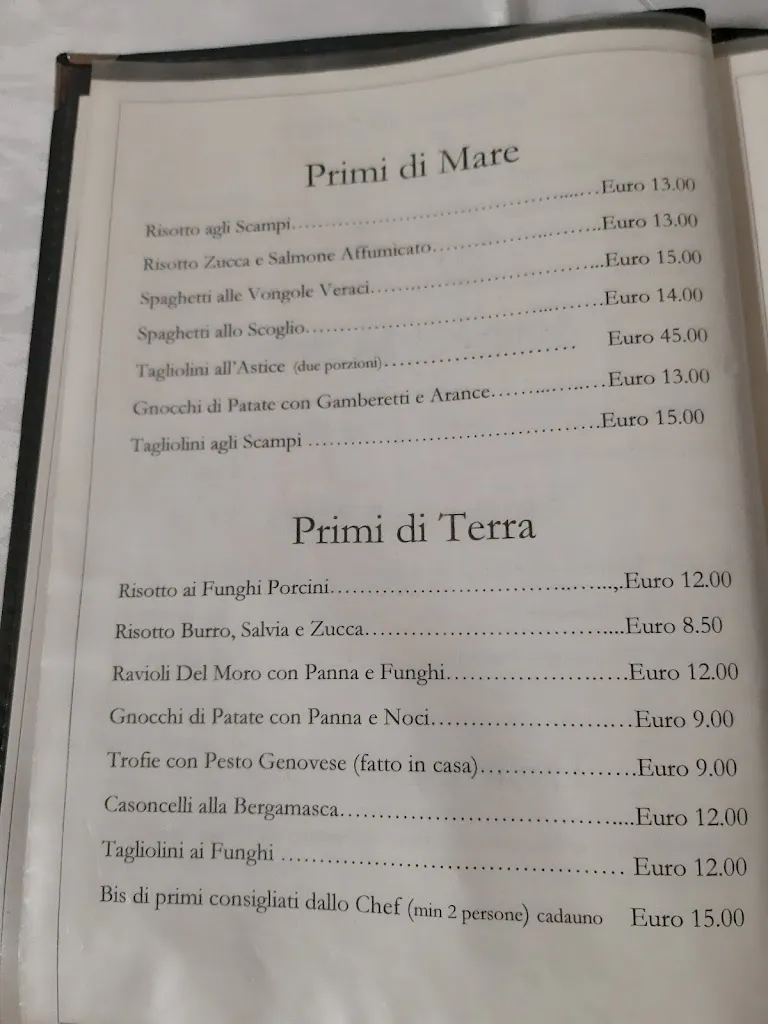 Primi di Mare
Risotto agli Scampi.......................................................Euro 13.00
Risotto Zucca e Salmone Affumicato..............................Euro 13.00
Spaghetti alle Vongole Veraci..........................................Euro 15.00
Spaghetti allo Scoglio......................................................Euro 14.00
Tagliolini all'Astice (due porzioni)................................ Euro 45.00
Gnocchi di Patate con Gamberetti e Arance....................Euro 13.00
Tagliolini agli Scampi .....................................................Euro 15.00
Primi di Terra
Risotto ai Funghi Porcini..................................,.Euro 12.00
Risotto Burro, Salvia e Zucca...................................Euro 8.50
Ravioli Del Moro con Panna e Funghi........................Euro 12.00
Gnocchi di Patate con Panna e Noci...........................Euro 9.00
Trofie con Pesto Genovese (fatto in casa).....................Euro 9.00
Casoncelli alla Bergamasca.......................................Euro 12.00
Tagliolini ai Funghi ............................................. Euro 12.00
Bis di primi consigliati dallo Chef (min 2 persone) cadauno Euro 15.00